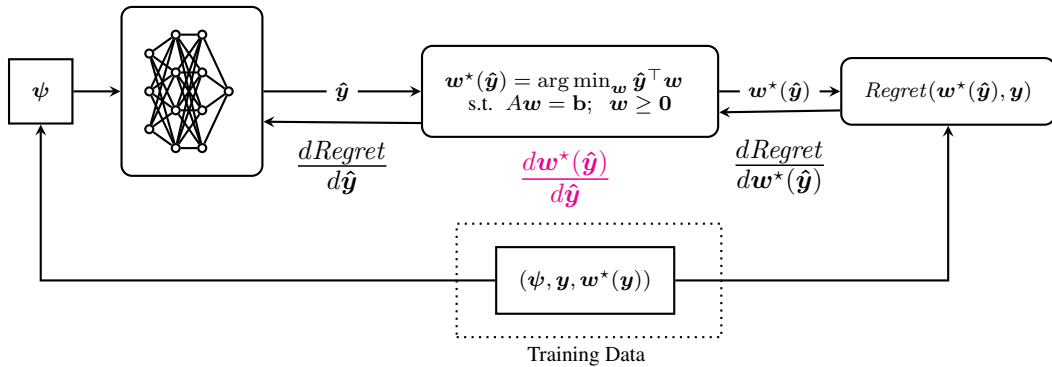 ψ
ŷ
w⋆(ŷ) = arg min_w ŷ⊤w
s.t. Aw = b; w ≥ 0
w⋆(ŷ)
Regret(w⋆(ŷ), y)
dRegret/dŷ
dw⋆(ŷ)/dŷ
dRegret/dw⋆(ŷ)
(ψ, y, w⋆(y))
Training Data